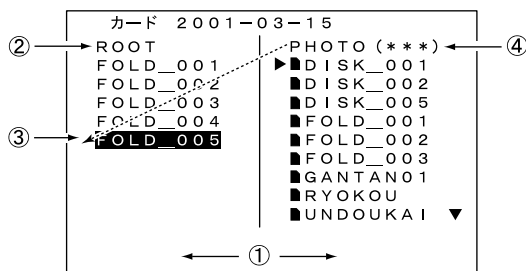 カード 2001-03-15
② ROOT
FOLD_001
FOLD_002
FOLD_003
FOLD_004
③ FOLD_005
PHOTO(***) ④
▶DISK_001
DISK_002
DISK_005
FOLD_001
FOLD_002
FOLD_003
GANTAN01
RYOKOU
UNDOUKAI ▼
①